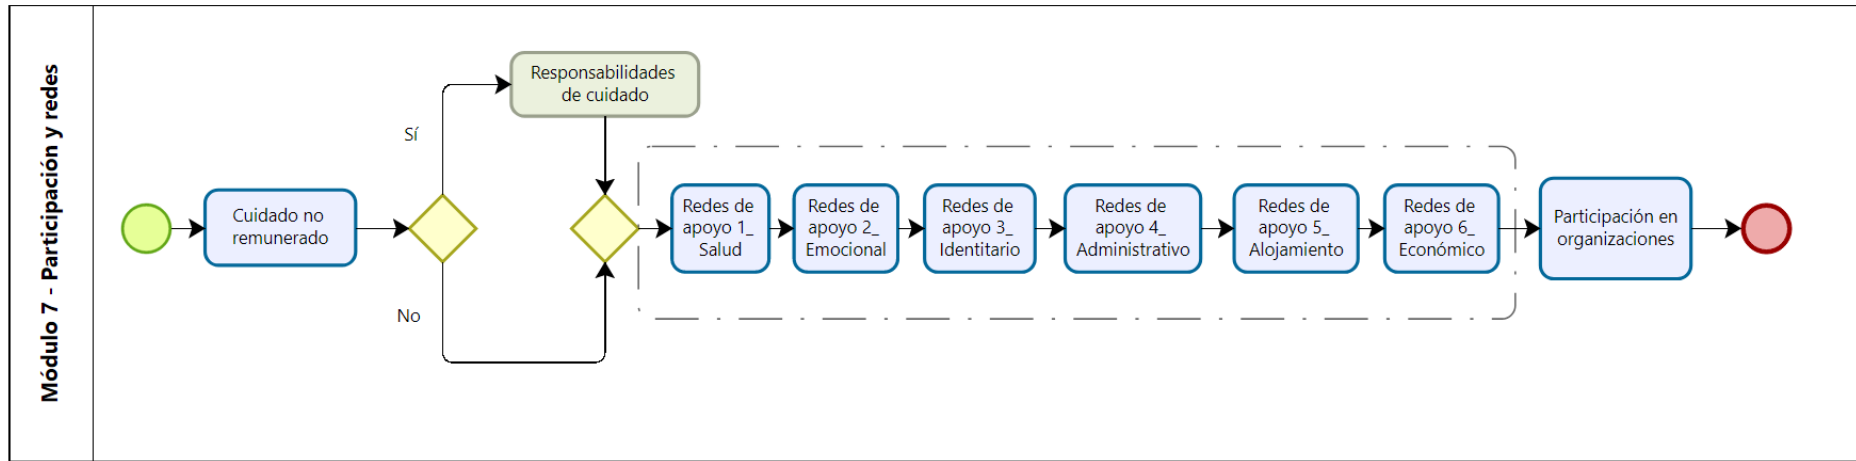 Módulo 7 - Participación y redes
Cuidado no
remunerado
Sí
No
Responsabilidades
de cuidado
Redes de
apoyo 1_
Salud
Redes de
apoyo 2_
Emocional
Redes de
apoyo 3_
Identitario
Redes de
apoyo 4_
Administrativo
Redes de
apoyo 5_
Alojamiento
Redes de
apoyo 6_
Económico
Participación en
organizaciones